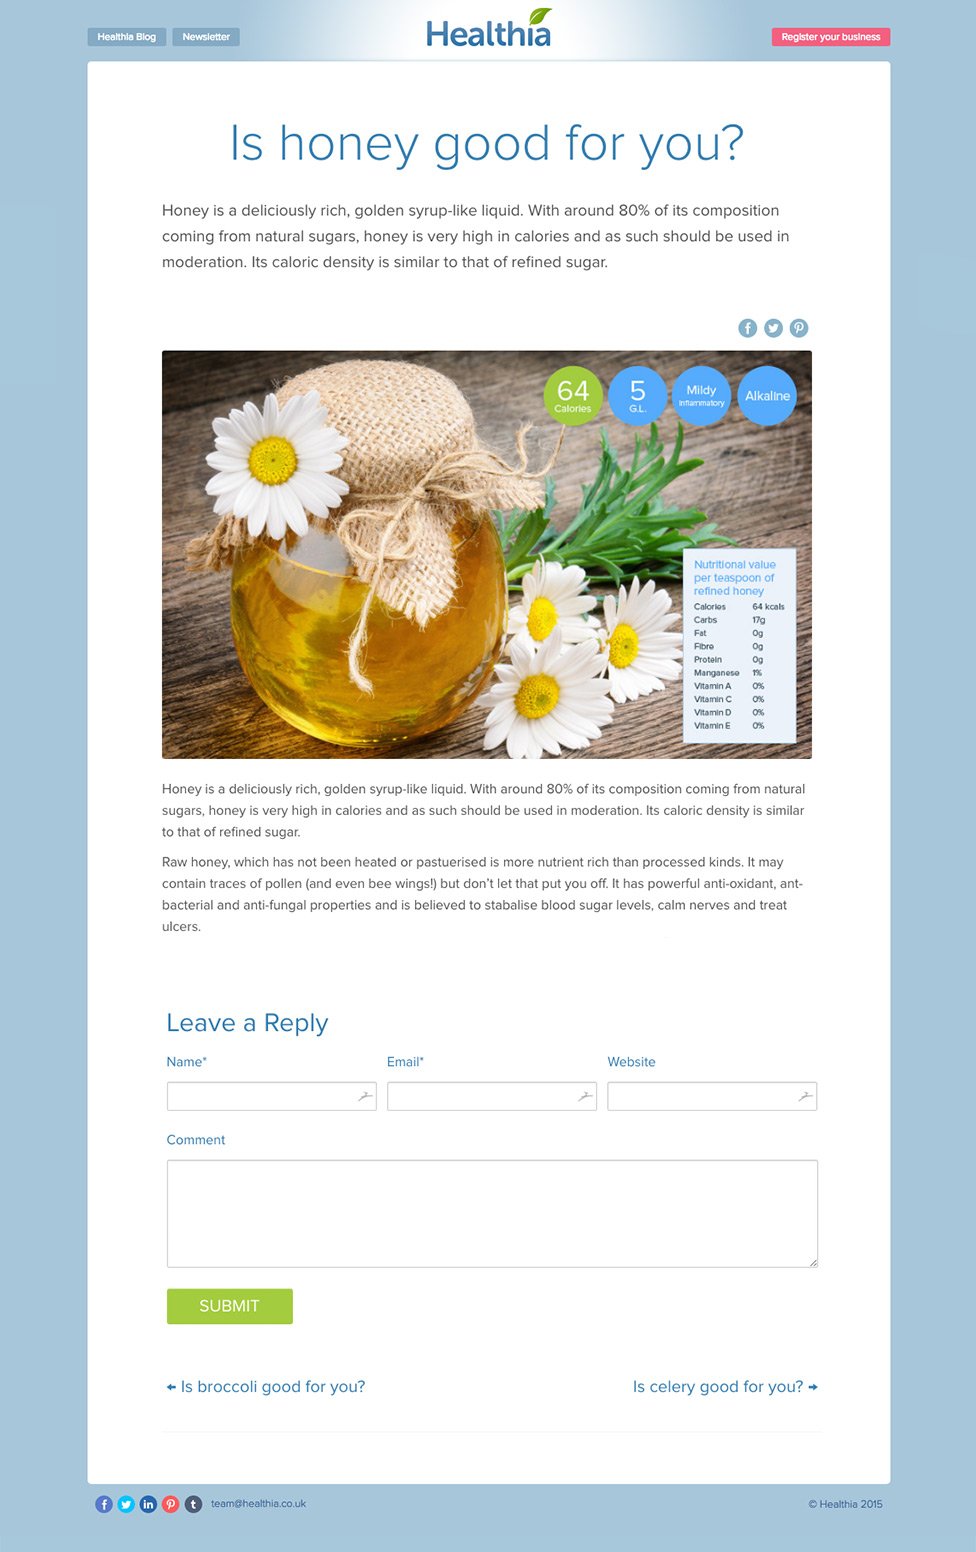 Healthia Blog
Newsletter
Healthia
Register your business
Is honey good for you?
Honey is a deliciously rich, golden syrup-like liquid. With around 80% of its composition
coming from natural sugars, honey is very high in calories and as such should be used in
moderation. Its caloric density is similar to that of refined sugar.
64
Calories
5
G.L.
Mildy
Inflammatory
Alkaline
Nutritional value
per teaspoon of
refined honey
Calories 64 kcals
Carbs 17g
Fat 0g
Fibre 0g
Protein 0g
Manganese 1%
Vitamin A 0%
Vitamin C 0%
Vitamin D 0%
Vitamin E 0%
Honey is a deliciously rich, golden syrup-like liquid. With around 80% of its composition coming from natural
sugars, honey is very high in calories and as such should be used in moderation. Its caloric density is similar
to that of refined sugar.
Raw honey, which has not been heated or pastuerised is more nutrient rich than processed kinds. It may
contain traces of pollen (and even bee wings!) but don't let that put you off. It has powerful anti-oxidant, ant-
bacterial and anti-fungal properties and is believed to stabalise blood sugar levels, calm nerves and treat
ulcers.
Leave a Reply
Name* Email* Website
Comment
SUBMIT
← Is broccoli good for you?
Is celery good for you? →
team@healthia.co.uk
© Healthia 2015